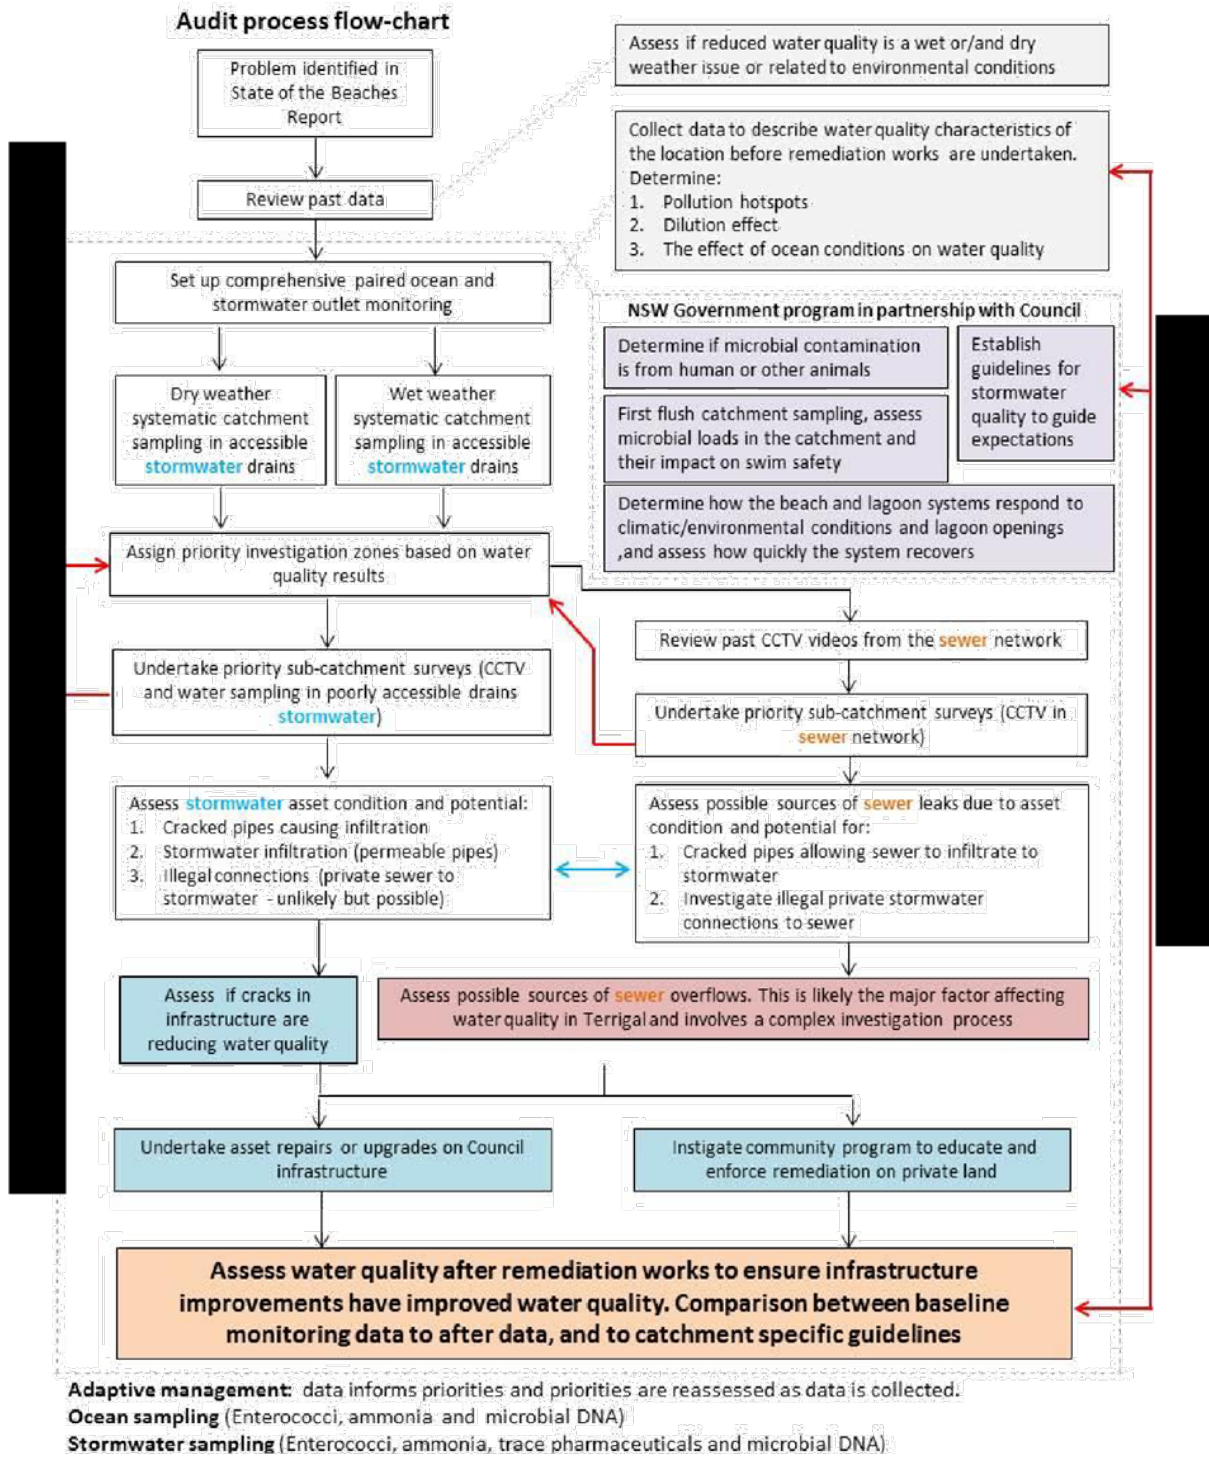 Audit process flow-chart
Problem identified in
State of the Beaches
Report
Review past data
Assess if reduced water quality is a wet or/and dry
weather issue or related to environmental conditions
Collect data to describe water quality characteristics of
the location before remediation works are undertaken.
Determine:
1. Pollution hotspots
2. Dilution effect
3. The effect of ocean conditions on water quality
Set up comprehensive paired ocean and
stormwater outlet monitoring
NSW Government program in partnership with Council
Determine if microbial contamination
is from human or other animals
Establish
guidelines for
stormwater
quality to guide
expectations
First flush catchment sampling, assess
microbial loads in the catchment and
their impact on swim safety
Determine how the beach and lagoon systems respond to
climatic/environmental conditions and lagoon openings
,and assess how quickly the system recovers
Dry weather
systematic catchment
sampling in accessible
stormwater drains
Wet weather
systematic catchment
sampling in accessible
stormwater drains
Assign priority investigation zones based on water
quality results
Review past CCTV videos from the sewer network
Undertake priority sub-catchment surveys (CCTV
and water sampling in poorly accessible drains
stormwater)
Undertake priority sub-catchment surveys (CCTV in
sewer network)
Assess stormwater asset condition and potential:
1. Cracked pipes causing infiltration
2. Stormwater infiltration (permeable pipes)
3. Illegal connections (private sewer to
stormwater - unlikely but possible)
Assess possible sources of sewer leaks due to asset
condition and potential for:
1. Cracked pipes allowing sewer to infiltrate to
stormwater
2. Investigate illegal private stormwater
connections to sewer
Assess if cracks in
infrastructure are
reducing water quality
Assess possible sources of sewer overflows. This is likely the major factor affecting
water quality in Terrigal and involves a complex investigation process
Undertake asset repairs or upgrades on Council
infrastructure
Instigate community program to educate and
enforce remediation on private land
Assess water quality after remediation works to ensure infrastructure
improvements have improved water quality. Comparison between baseline
monitoring data to after data, and to catchment specific guidelines
Adaptive management: data informs priorities and priorities are reassessed as data is collected.
Ocean sampling (Enterococci, ammonia and microbial DNA)
Stormwater sampling (Enterococci, ammonia, trace pharmaceuticals and microbial DNA)